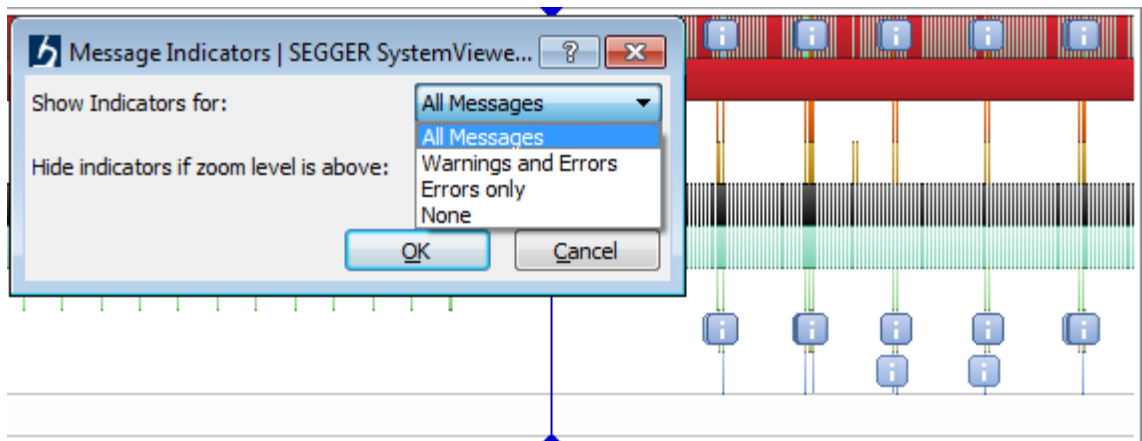 Message Indicators | SEGGER SystemViewe...
Show Indicators for:
All Messages
All Messages
Warnings and Errors
Hide indicators if zoom level is above:
Errors only
None
OK
Cancel